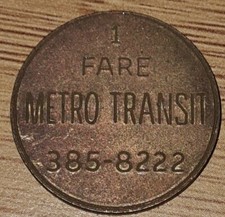 1
FARE
METRO TRANSIT
385-8222